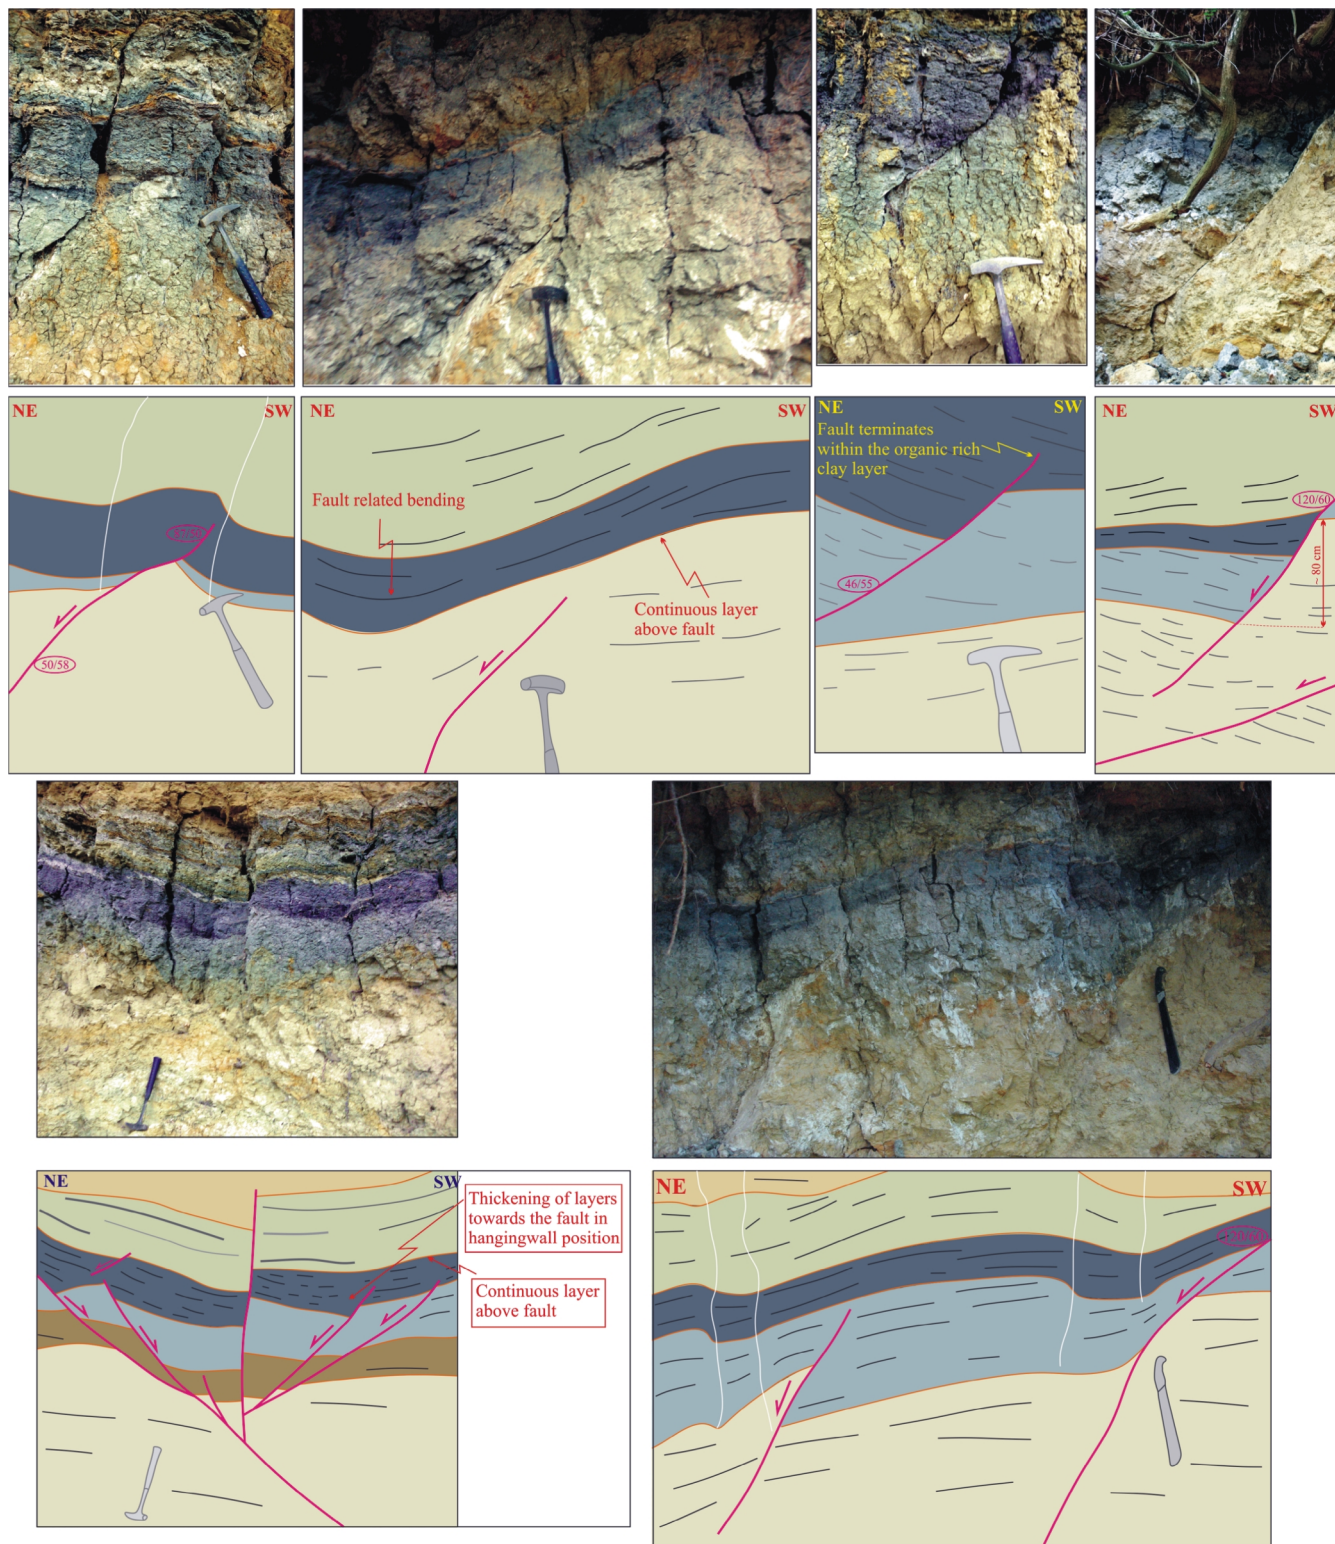 NE
SW
97/56
50/58
NE
SW
Fault related bending
Continuous layer
above fault
NE
SW
Fault terminates
within the organic rich
clay layer
46/55
NE
SW
120/60
~ 80 cm
NE
SW
Thickening of layers
towards the fault in
hangingwall position
Continuous layer
above fault
NE
SW
120/60